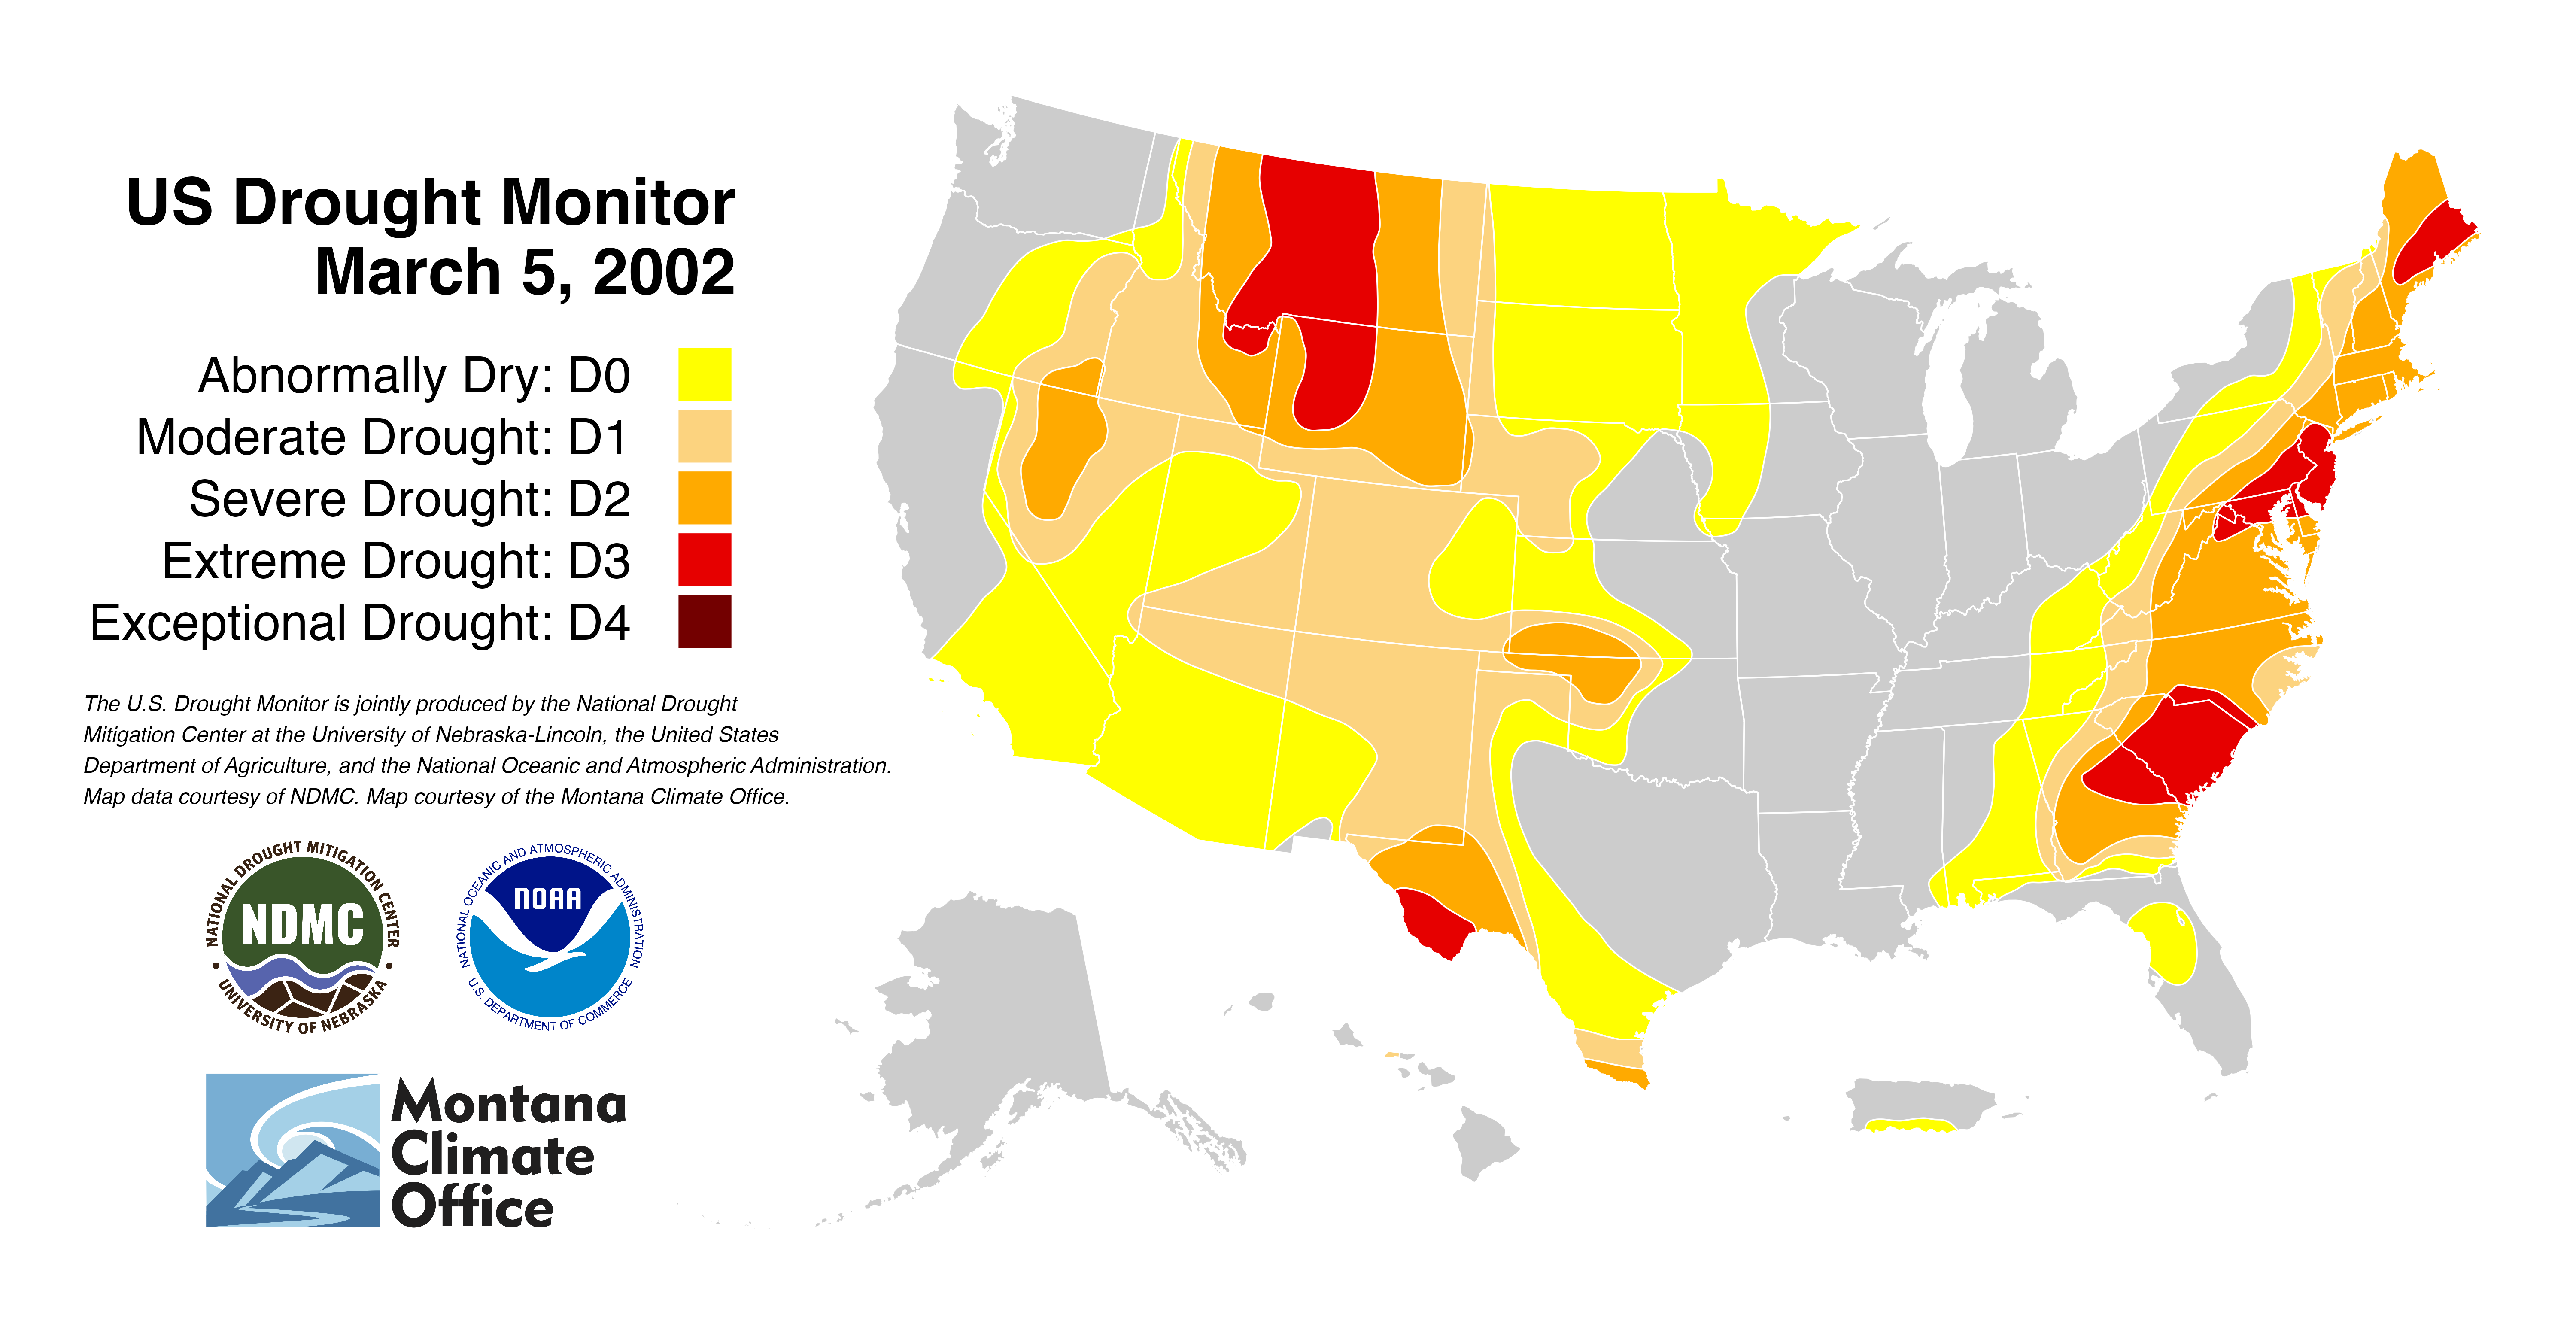 US Drought Monitor
March 5, 2002
Abnormally Dry: D0
Moderate Drought: D1
Severe Drought: D2
Extreme Drought: D3
Exceptional Drought: D4
The U.S. Drought Monitor is jointly produced by the National Drought
Mitigation Center at the University of Nebraska-Lincoln, the United States
Department of Agriculture, and the National Oceanic and Atmospheric Administration.
Map data courtesy of NDMC. Map courtesy of the Montana Climate Office.
NATIONAL DROUGHT MITIGATION CENTER
NDMC
• UNIVERSITY OF NEBRASKA •
NATIONAL OCEANIC AND ATMOSPHERIC ADMINISTRATION
NOAA
U.S. DEPARTMENT OF COMMERCE
Montana
Climate
Office